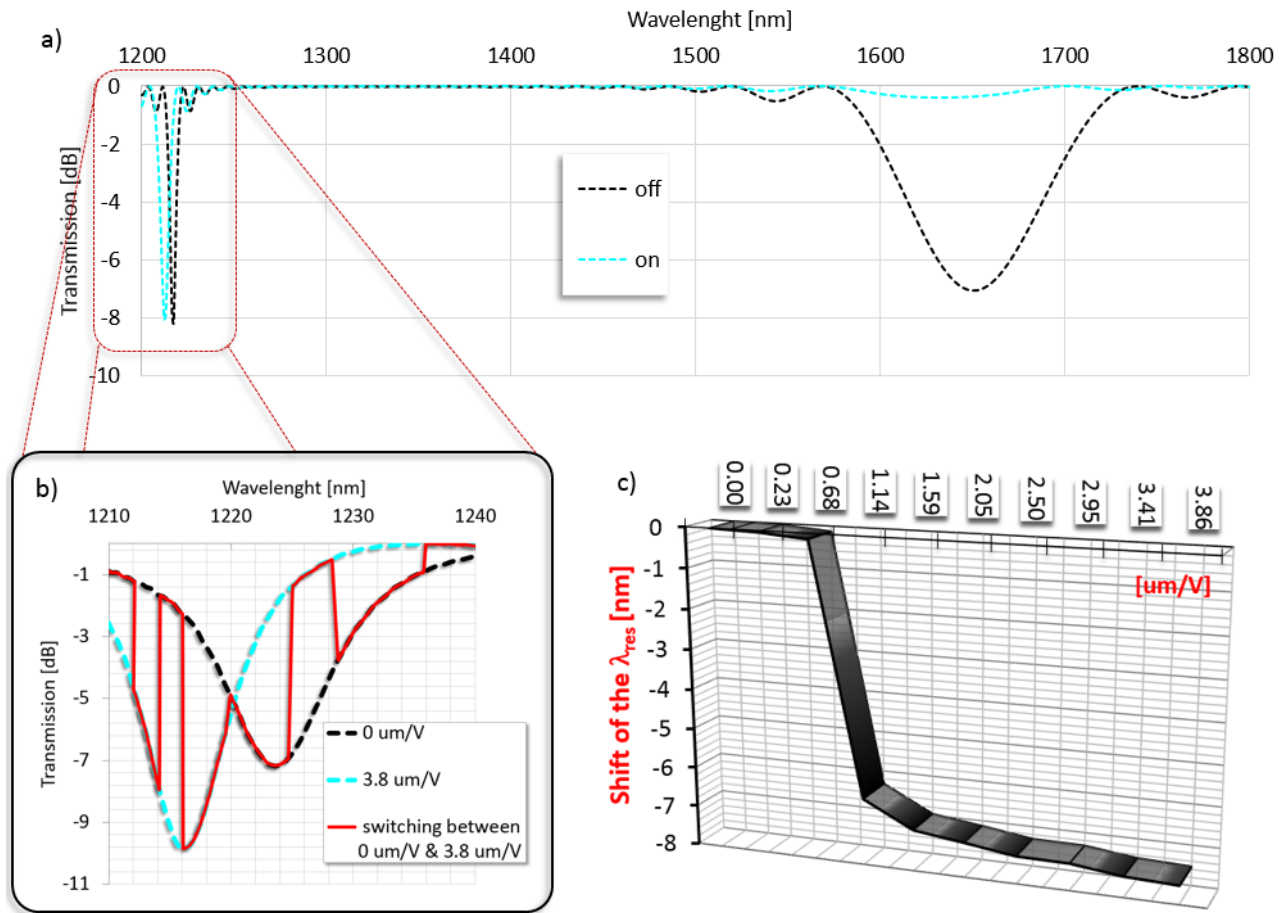 Wavelenght [nm]
a)
1200 1300 1400 1500 1600 1700 1800
0
-2
-4
-6
-8
-10
Transmission [dB]
off
on
b)
Wavelenght [nm]
1210 1220 1230 1240
-1
-3
-5
-7
-9
-11
Transmission [dB]
0 um/V
3.8 um/V
switching between
0 um/V & 3.8 um/V
c)
0.00 0.23 0.68 1.14 1.59 2.05 2.50 2.95 3.41 3.86
[um/V]
0
-1
-2
-3
-4
-5
-6
-7
-8
Shift of the λres [nm]